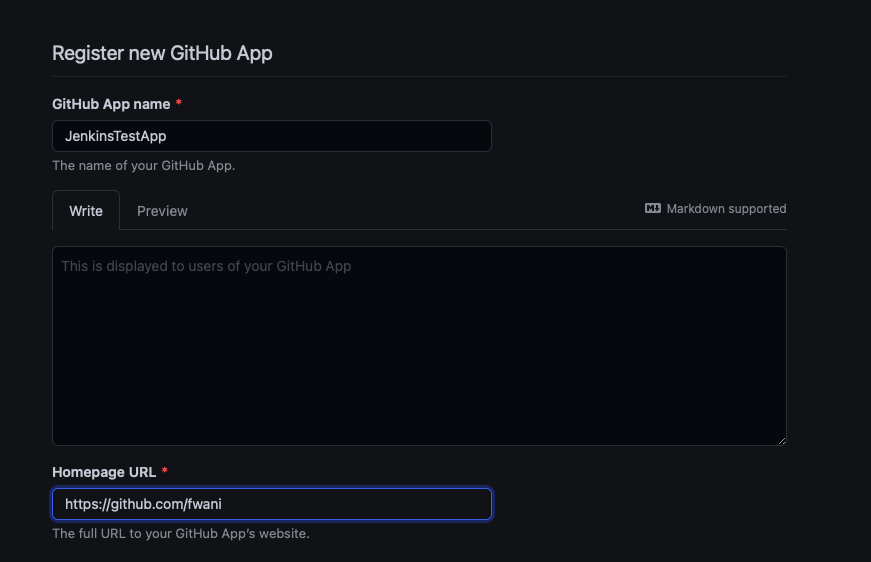 Register new GitHub App
GitHub App name *
JenkinsTestApp
The name of your GitHub App.
Write Preview Markdown supported
This is displayed to users of your GitHub App
Homepage URL *
https://github.com/fwani
The full URL to your GitHub App's website.